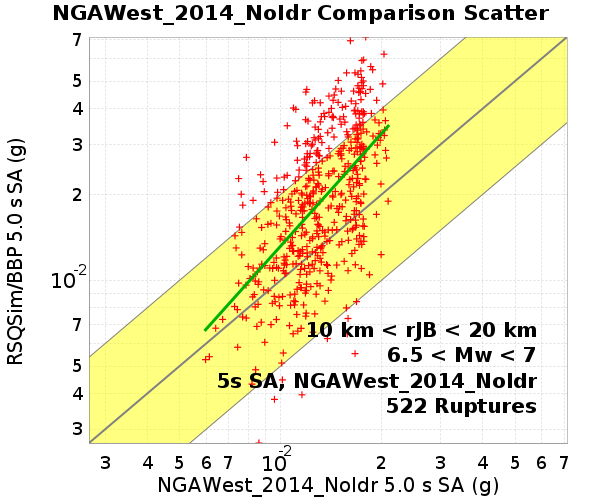 NGAWest_2014_NoIdr Comparison Scatter
7
5
4
3
2
10-2
7
5
4
3
RSQSim/BBP 5.0 s SA (g)
10 km < rJB < 20 km
6.5 < Mw < 7
5s SA, NGAWest_2014_NoIdr
522 Ruptures
3 4 5 6 7 10-2 2 3 4 5 7
NGAWest_2014_NoIdr 5.0 s SA (g)